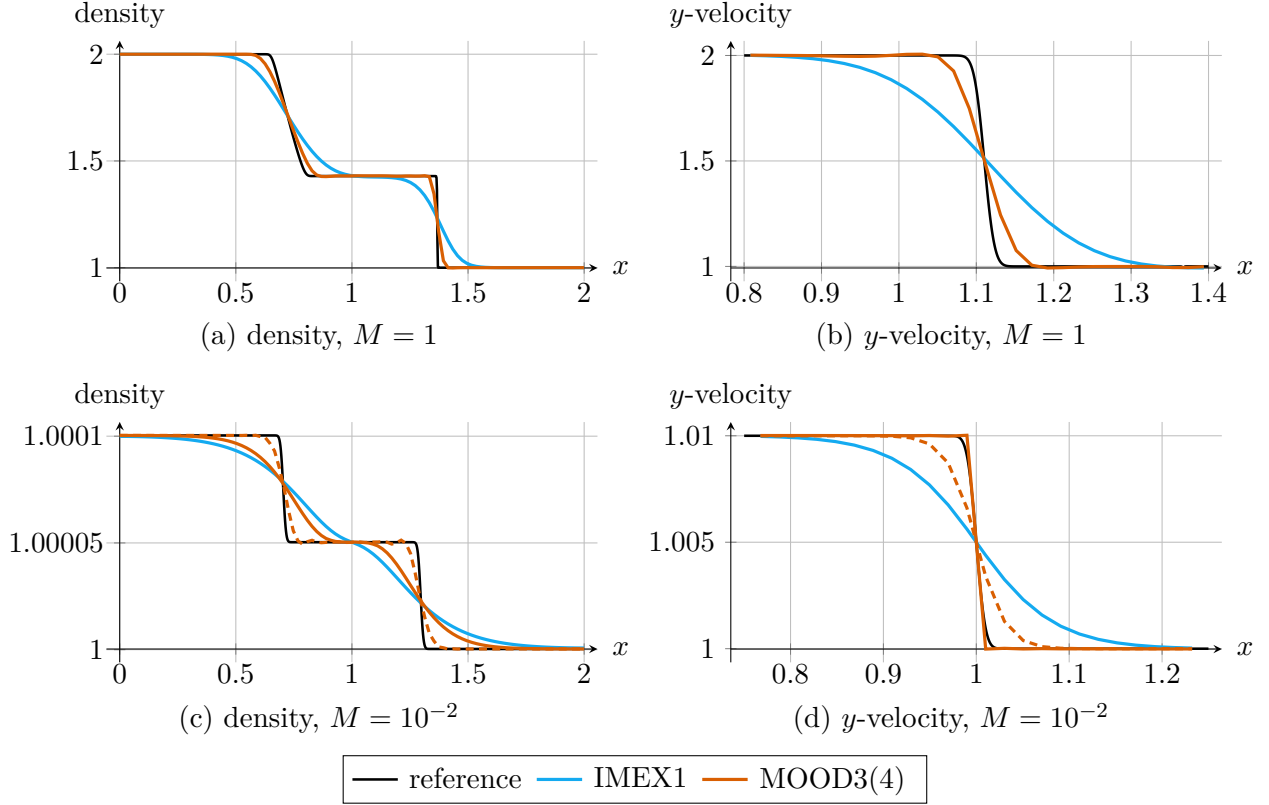 density
2
1.5
1
0 0.5 1 1.5 2
x
(a) density, M = 1
y-velocity
2
1.5
1
0.8 0.9 1 1.1 1.2 1.3 1.4
x
(b) y-velocity, M = 1
density
1.0001
1.00005
1
0 0.5 1 1.5 2
x
(c) density, M = 10⁻²
y-velocity
1.01
1.005
1
0.8 0.9 1 1.1 1.2
x
(d) y-velocity, M = 10⁻²
reference IMEX1 MOOD3(4)